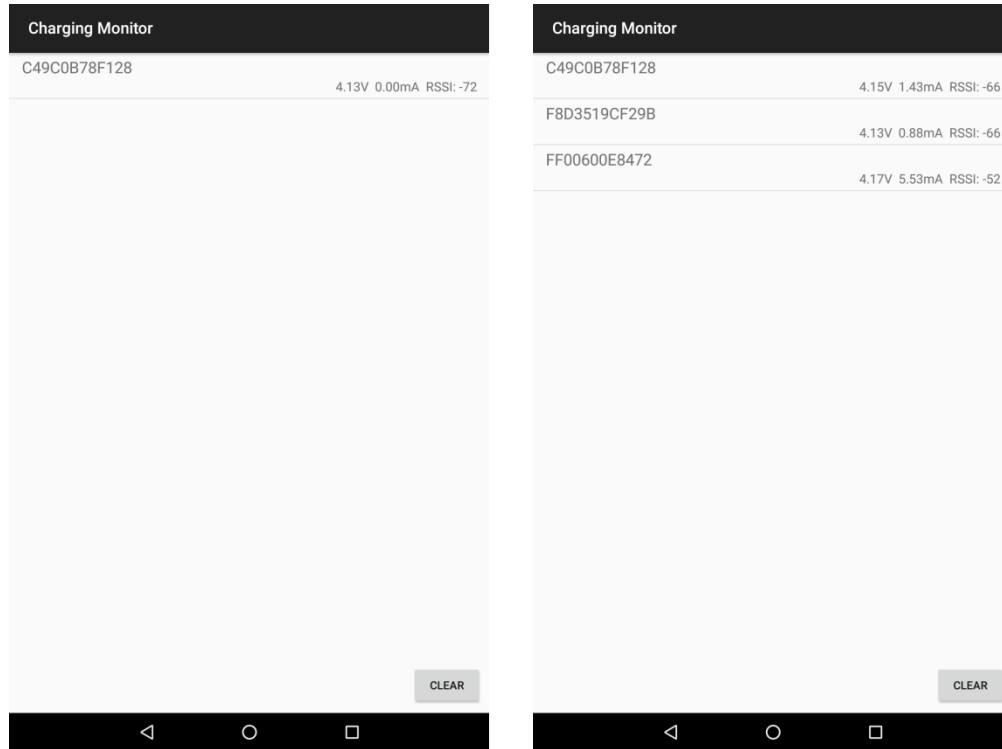 Charging Monitor
C49C0B78F128
4.13V 0.00mA RSSI: -72
CLEAR
Charging Monitor
C49C0B78F128
4.15V 1.43mA RSSI: -66
F8D3519CF29B
4.13V 0.88mA RSSI: -66
FF00600E8472
4.17V 5.53mA RSSI: -52
CLEAR